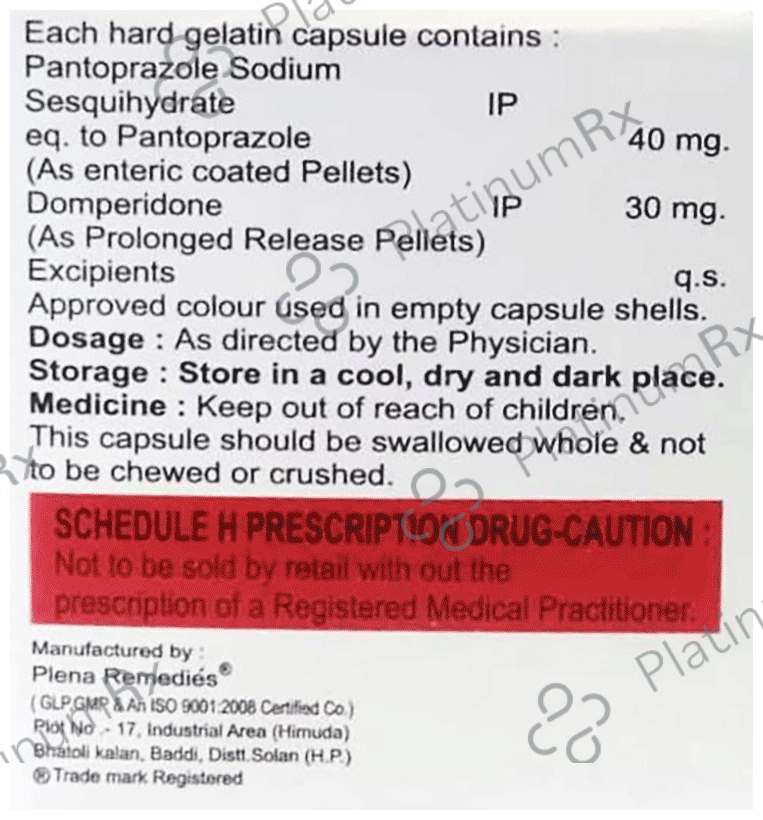 Each hard gelatin capsule contains :
Pantoprazole Sodium
Sesquihydrate IP
eq. to Pantoprazole 40 mg.
(As enteric coated Pellets)
Domperidone IP 30 mg.
(As Prolonged Release Pellets)
Excipients q.s.
Approved colour used in empty capsule shells.
Dosage : As directed by the Physician.
Storage : Store in a cool, dry and dark place.
Medicine : Keep out of reach of children.
This capsule should be swallowed whole & not
to be chewed or crushed.
SCHEDULE H PRESCRIPTION DRUG-CAUTION :
Not to be sold by retail with out the
prescription of a Registered Medical Practitioner.
Manufactured by :
Plena Remediés®
( GLP,GMP & An ISO 9001:2008 Certified Co.)
Plot No .- 17, Industrial Area (Himuda)
Bhatoli kalan, Baddi, Distt.Solan (H.P.)
® Trade mark Registered
PlatinumRx
PlatinumRx
PlatinumRx
Platin